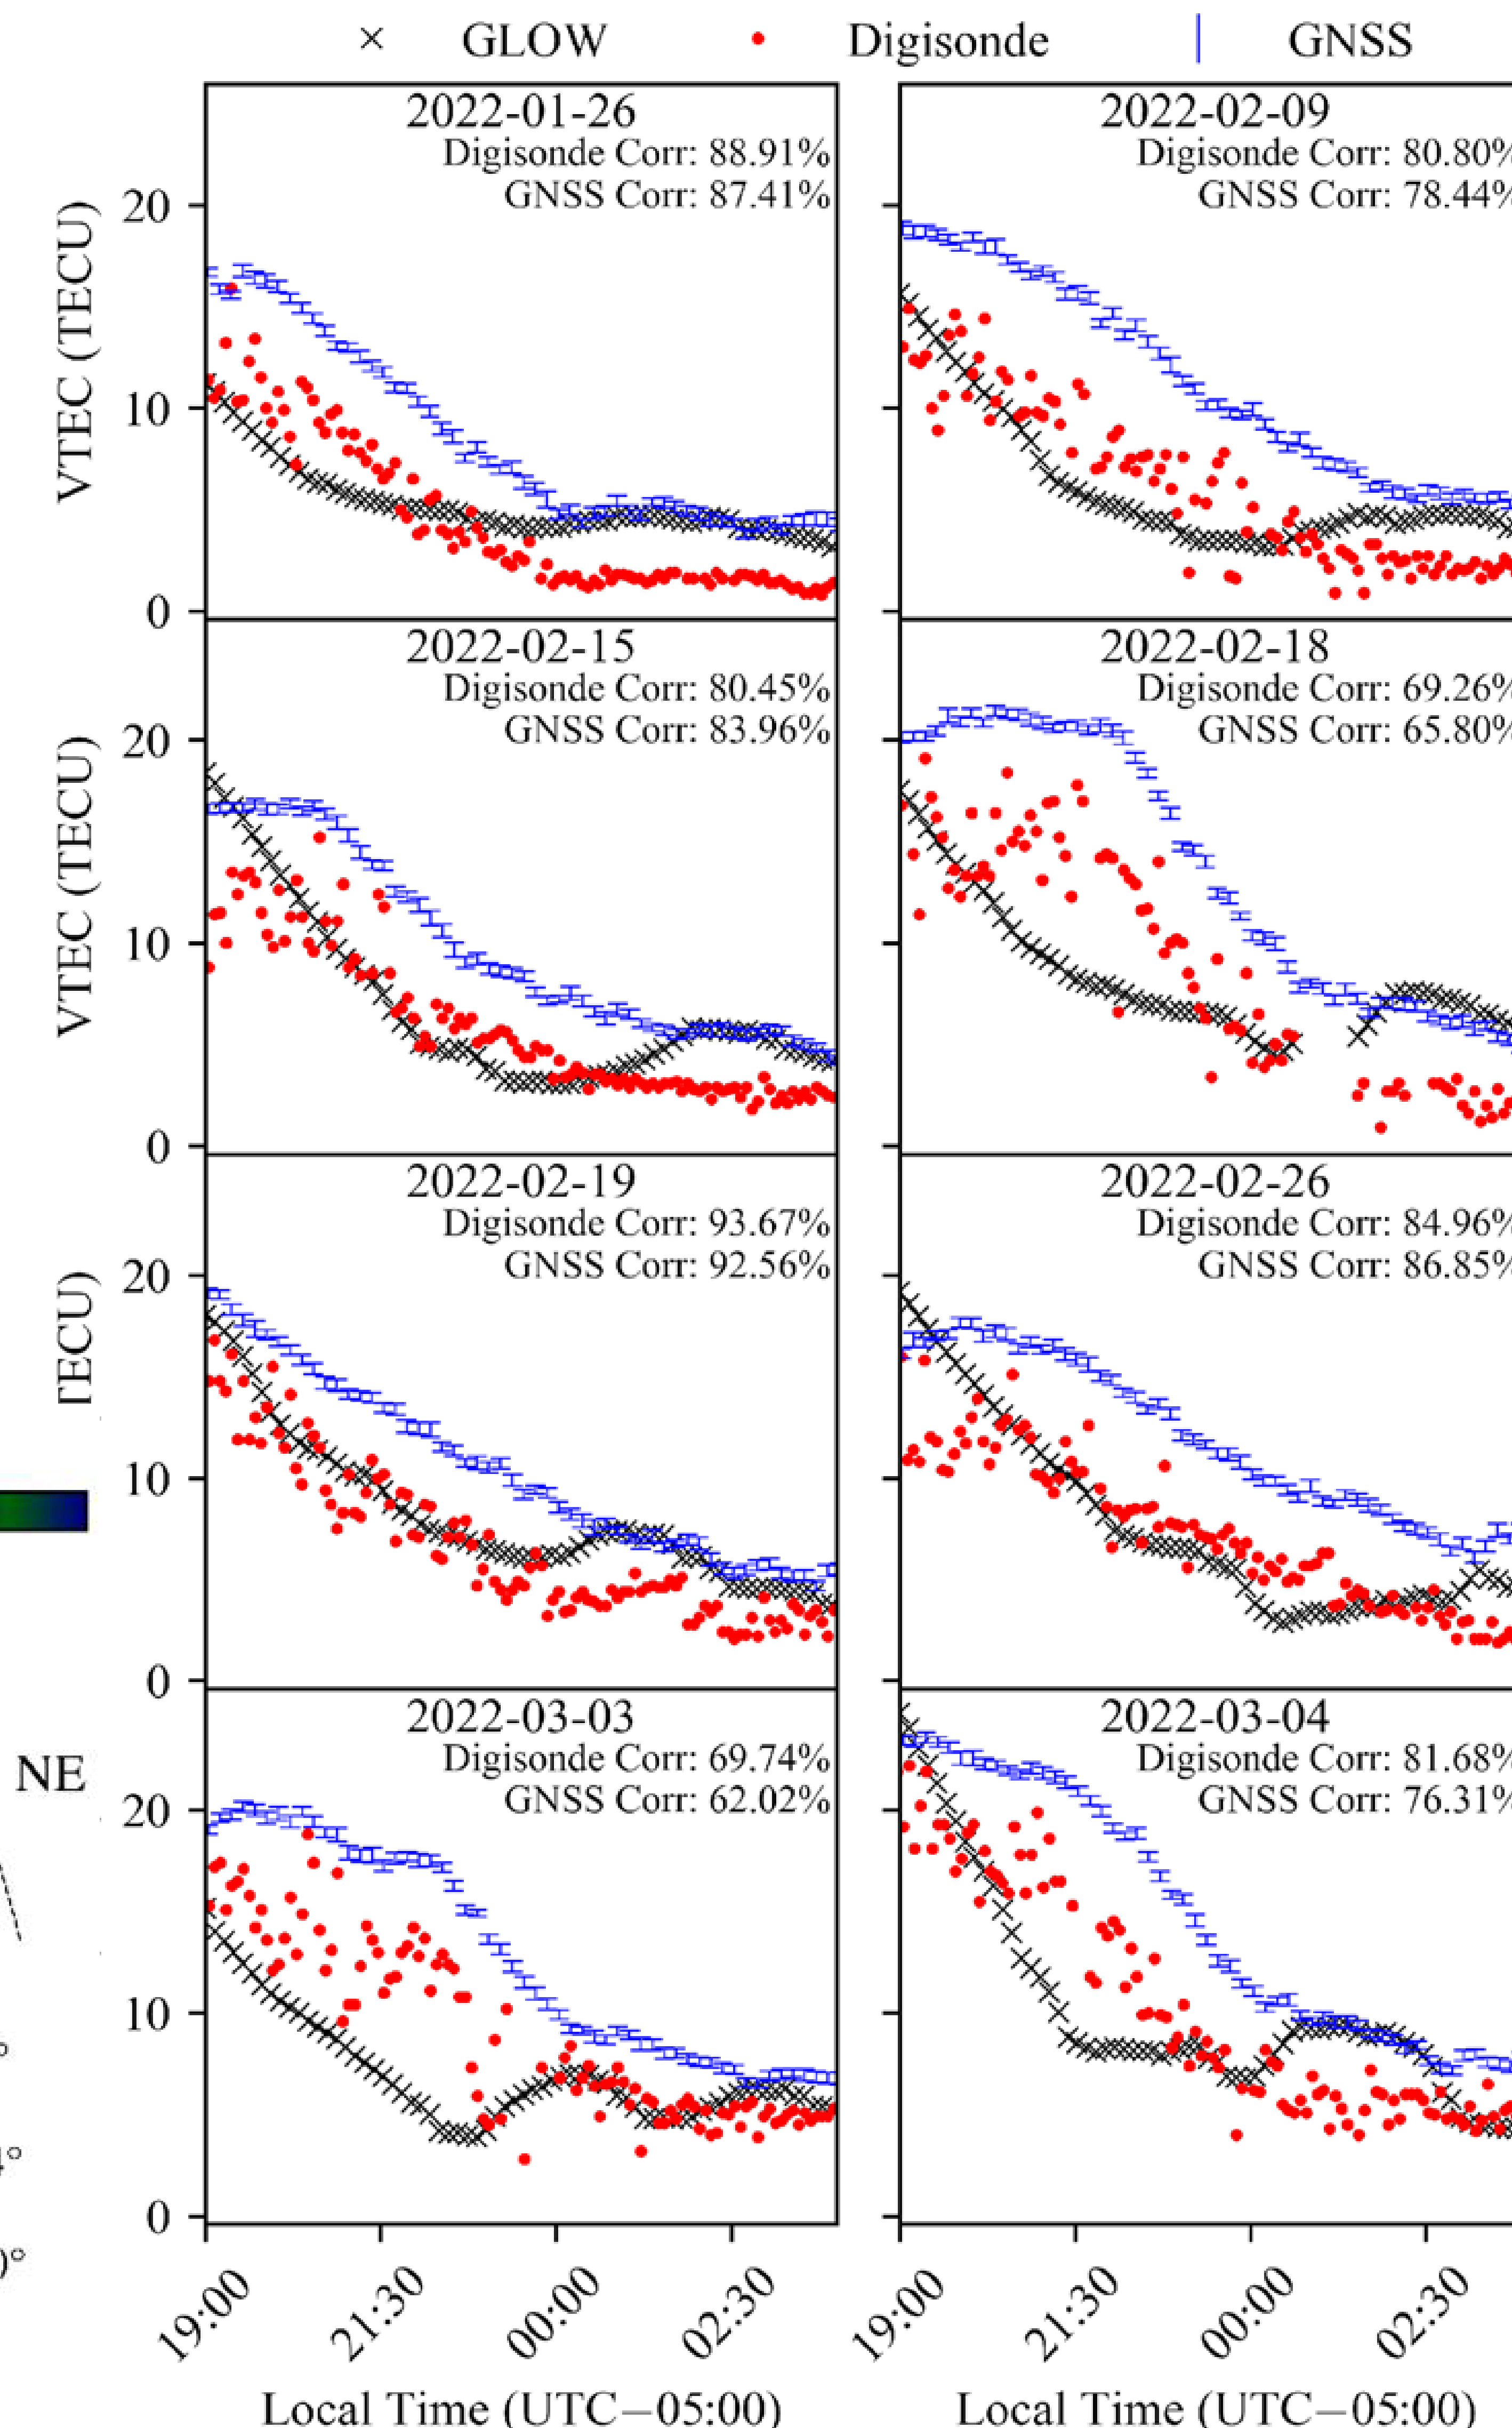 GLOW Digisonde GNSS
2022-01-26
Digisonde Corr: 88.91%
GNSS Corr: 87.41%
VTEC (TECU)
20
10
0
2022-02-09
Digisonde Corr: 80.80%
GNSS Corr: 78.44%
2022-02-15
Digisonde Corr: 80.45%
GNSS Corr: 83.96%
VTEC (TECU)
20
10
0
2022-02-18
Digisonde Corr: 69.26%
GNSS Corr: 65.80%
2022-02-19
Digisonde Corr: 93.67%
GNSS Corr: 92.56%
TECU)
20
10
0
2022-02-26
Digisonde Corr: 84.96%
GNSS Corr: 86.85%
NE
2022-03-03
Digisonde Corr: 69.74%
GNSS Corr: 62.02%
20
10
0
2022-03-04
Digisonde Corr: 81.68%
GNSS Corr: 76.31%
19:00 21:30 00:00 02:30
19:00 21:30 00:00 02:30
Local Time (UTC−05:00)
Local Time (UTC−05:00)